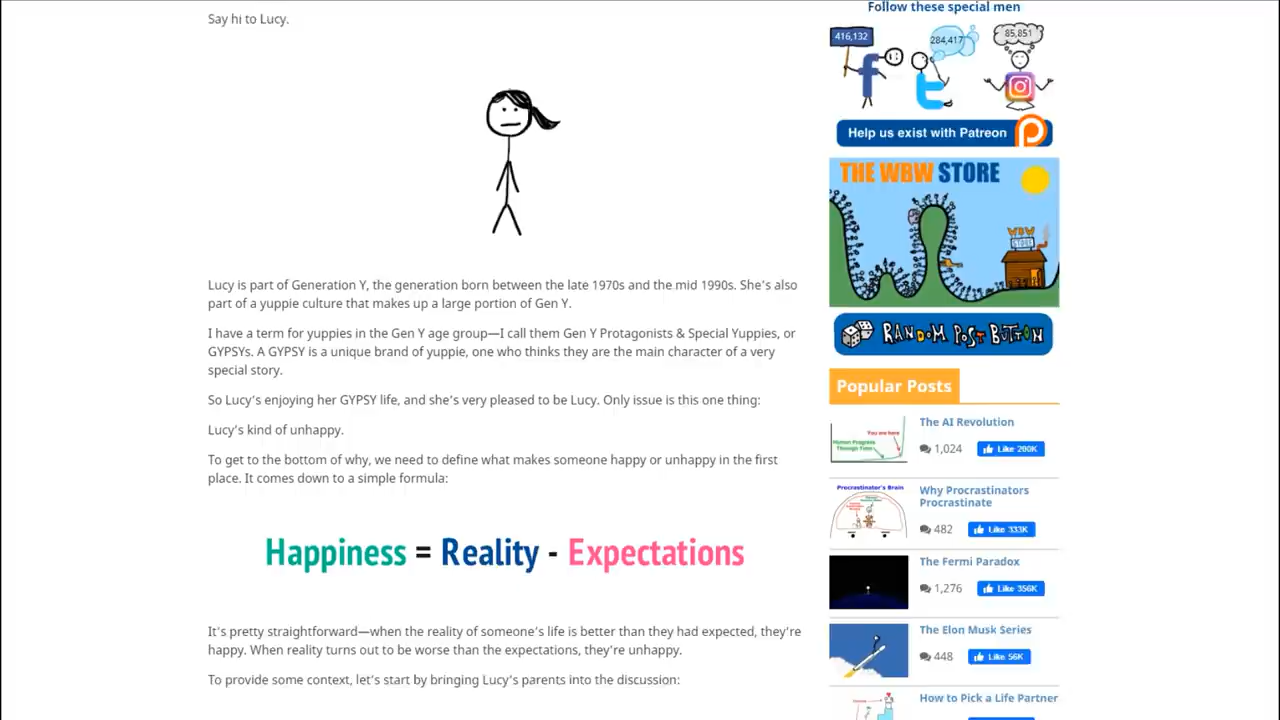 Say hi to Lucy.
Lucy is part of Generation Y, the generation born between the late 1970s and the mid 1990s. She's also
part of a yuppie culture that makes up a large portion of Gen Y.
I have a term for yuppies in the Gen Y age group—I call them Gen Y Protagonists & Special Yuppies, or
GYPSYs. A GYPSY is a unique brand of yuppie, one who thinks they are the main character of a very
special story.
So Lucy's enjoying her GYPSY life, and she's very pleased to be Lucy. Only issue is this one thing:
Lucy's kind of unhappy.
To get to the bottom of why, we need to define what makes someone happy or unhappy in the first
place. It comes down to a simple formula:
Happiness = Reality - Expectations
It's pretty straightforward—when the reality of someone's life is better than they had expected, they're
happy. When reality turns out to be worse than the expectations, they're unhappy.
To provide some context, let's start by bringing Lucy's parents into the discussion:
Follow these special men
416,132
284,417
85,851
Help us exist with Patreon
THE WBW STORE
WBW
STORE
RANDOM POST BUTTON
Popular Posts
You are here
Human Progress
Through Time
The AI Revolution
1,024
Like 200K
Procrastinator's Brain
Why Procrastinators
Procrastinate
482
Like 333K
The Fermi Paradox
1,276
Like 356K
The Elon Musk Series
448
Like 56K
How to Pick a Life Partner